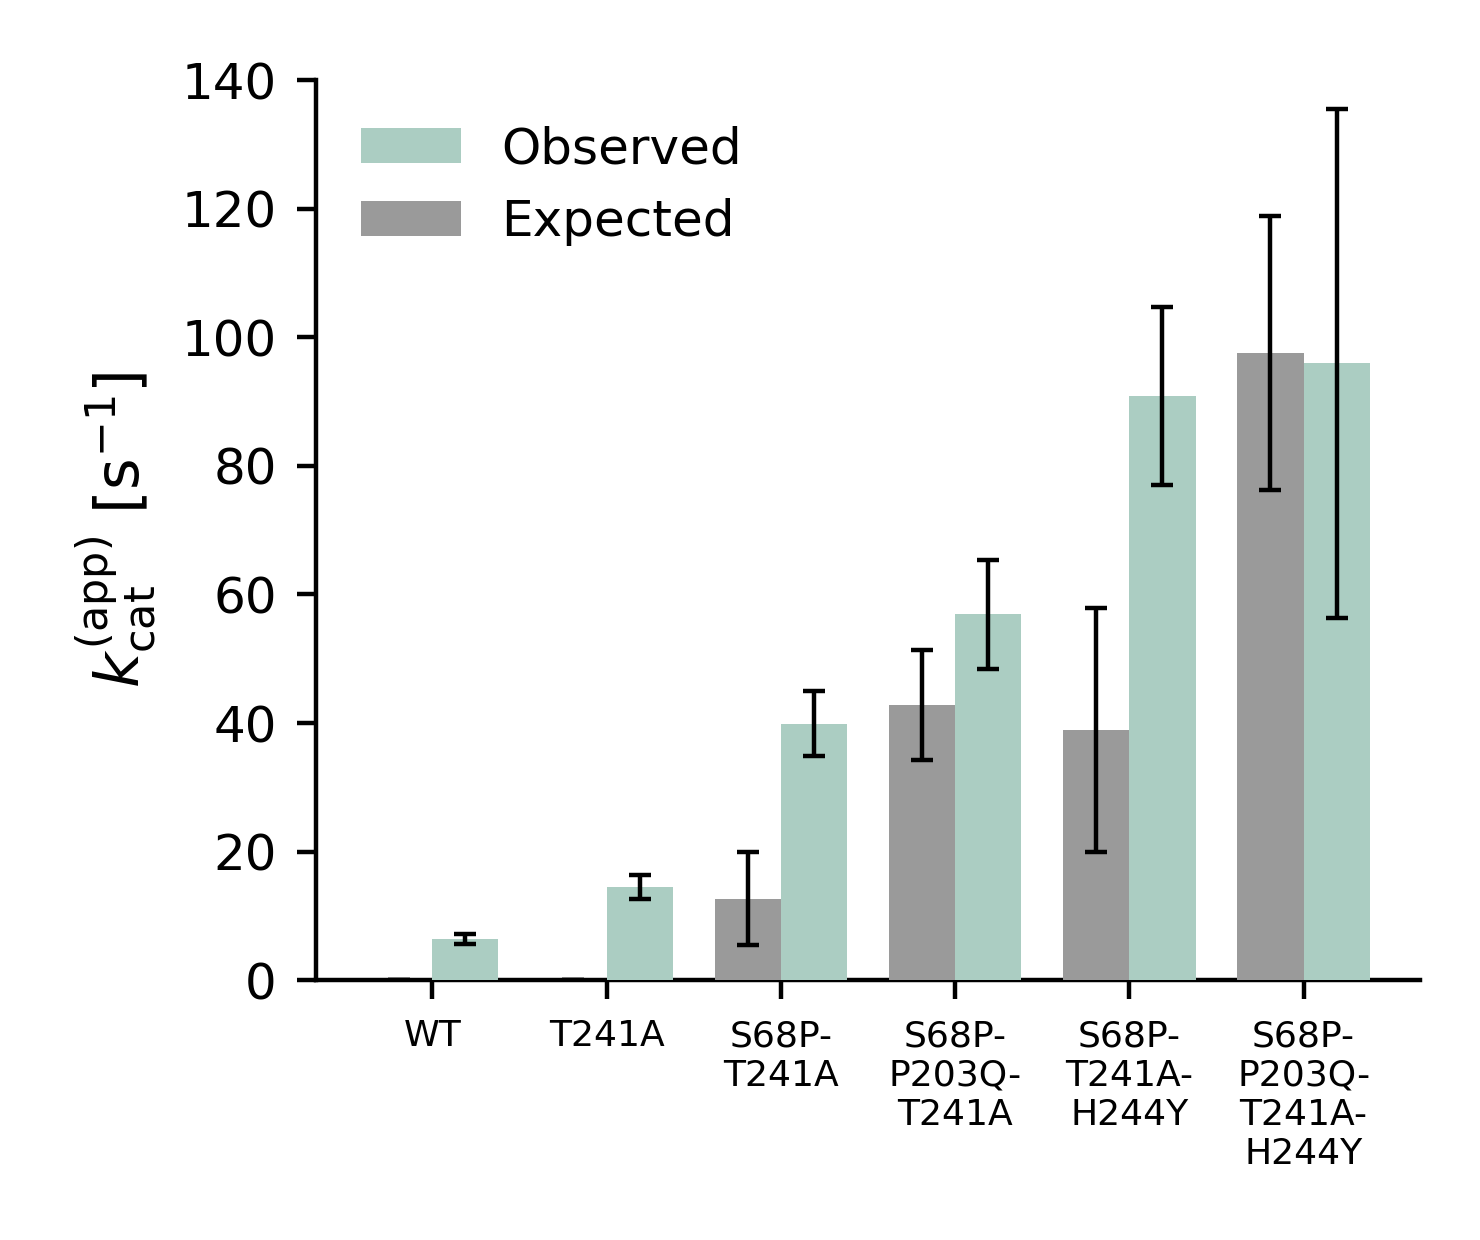 140
120
100
80
60
40
20
0
k_cat^(app) [s⁻¹]
Observed
Expected
WT
T241A
S68P-
T241A
S68P-
P203Q-
T241A
S68P-
T241A-
H244Y
S68P-
P203Q-
T241A-
H244Y